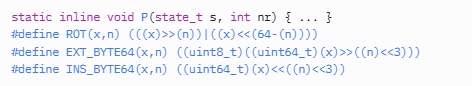 static inline void P(state_t s, int nr) { ... }
#define ROT(x,n) (((x)>>(n))|((x)<<(64-(n))))
#define EXT_BYTE64(x,n) ((uint8_t)((uint64_t)(x)>>((n)<<3)))
#define INS_BYTE64(x,n) ((uint64_t)(x)<<((n)<<3))